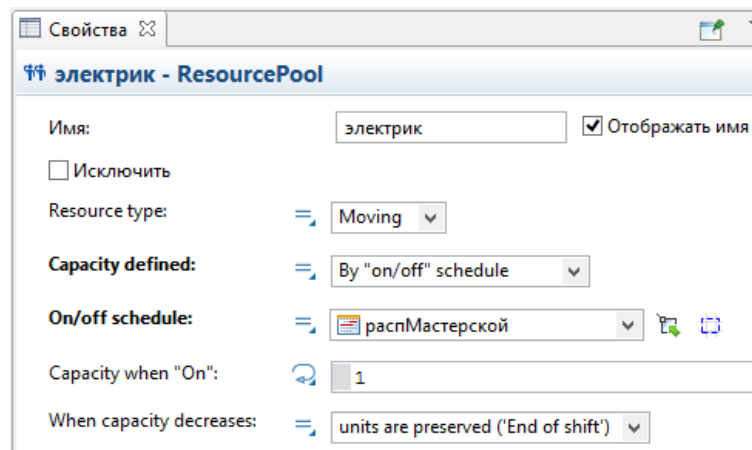 Свойства
электрик - ResourcePool
Имя: электрик Отображать имя
Исключить
Resource type: Moving
Capacity defined: By "on/off" schedule
On/off schedule: распМастерской
Capacity when "On": 1
When capacity decreases: units are preserved ('End of shift')